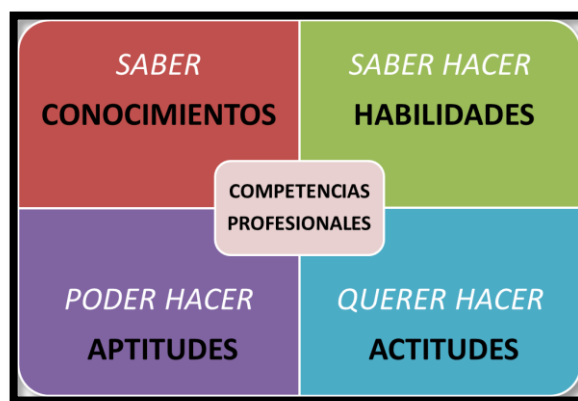 SABER
CONOCIMIENTOS
SABER HACER
HABILIDADES
COMPETENCIAS
PROFESIONALES
PODER HACER
APTITUDES
QUERER HACER
ACTITUDES